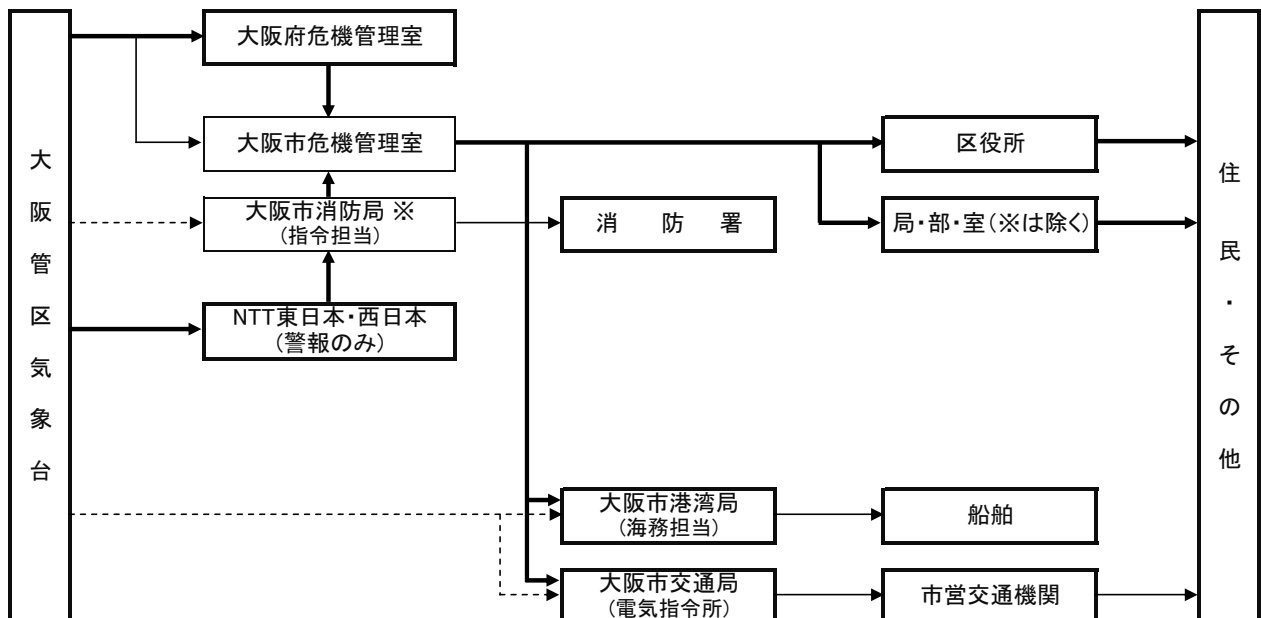 大阪管区気象台
大阪府危機管理室
大阪市危機管理室
大阪市消防局 ※
(指令担当)
NTT東日本・西日本
(警報のみ)
消　防　署
大阪市港湾局
(海務担当)
大阪市交通局
(電気指令所)
区役所
局・部・室(※は除く)
船舶
市営交通機関
住民・その他